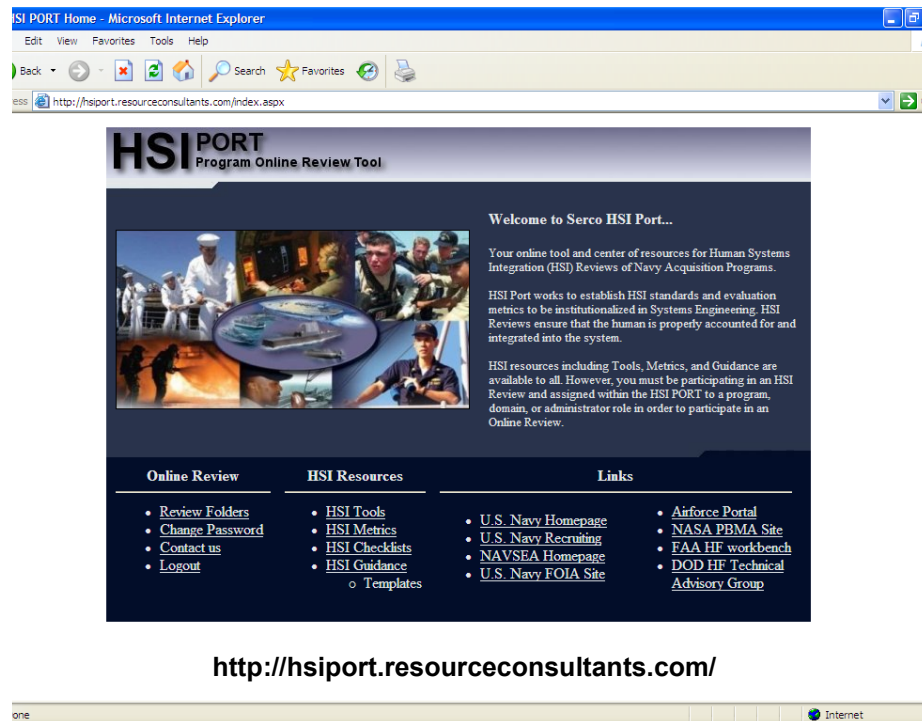 HSI PORT Home - Microsoft Internet Explorer
Edit View Favorites Tools Help
Back Search Favorites
ess http://hsiport.resourceconsultants.com/index.aspx
HSI PORT
Program Online Review Tool
Welcome to Serco HSI Port...
Your online tool and center of
resources for Human Systems
Integration (HSI) Reviews of Navy Acquisition Programs.
HSI Port works to establish HSI standards and evaluation
metrics to be institutionalized in Systems Engineering. HSI
Reviews ensure that the human is properly accounted for and
integrated into the system.
HSI resources including Tools, Metrics, and Guidance are
available to all. However, you must be participating in an HSI
Review and assigned within the HSI PORT to a program,
domain, or administrator role in order to participate in an
Online Review.
Online Review
Review Folders
Change Password
Contact us
Logout
HSI Resources
HSI Tools
HSI Metrics
HSI Checklists
HSI Guidance
Templates
Links
U.S. Navy Homepage
U.S. Navy Recruiting
NAVSEA Homepage
U.S. Navy FOIA Site
Airforce Portal
NASA PBMA Site
FAA HF workbench
DOD HF Technical
Advisory Group
http://hsiport.resourceconsultants.com/
one Internet